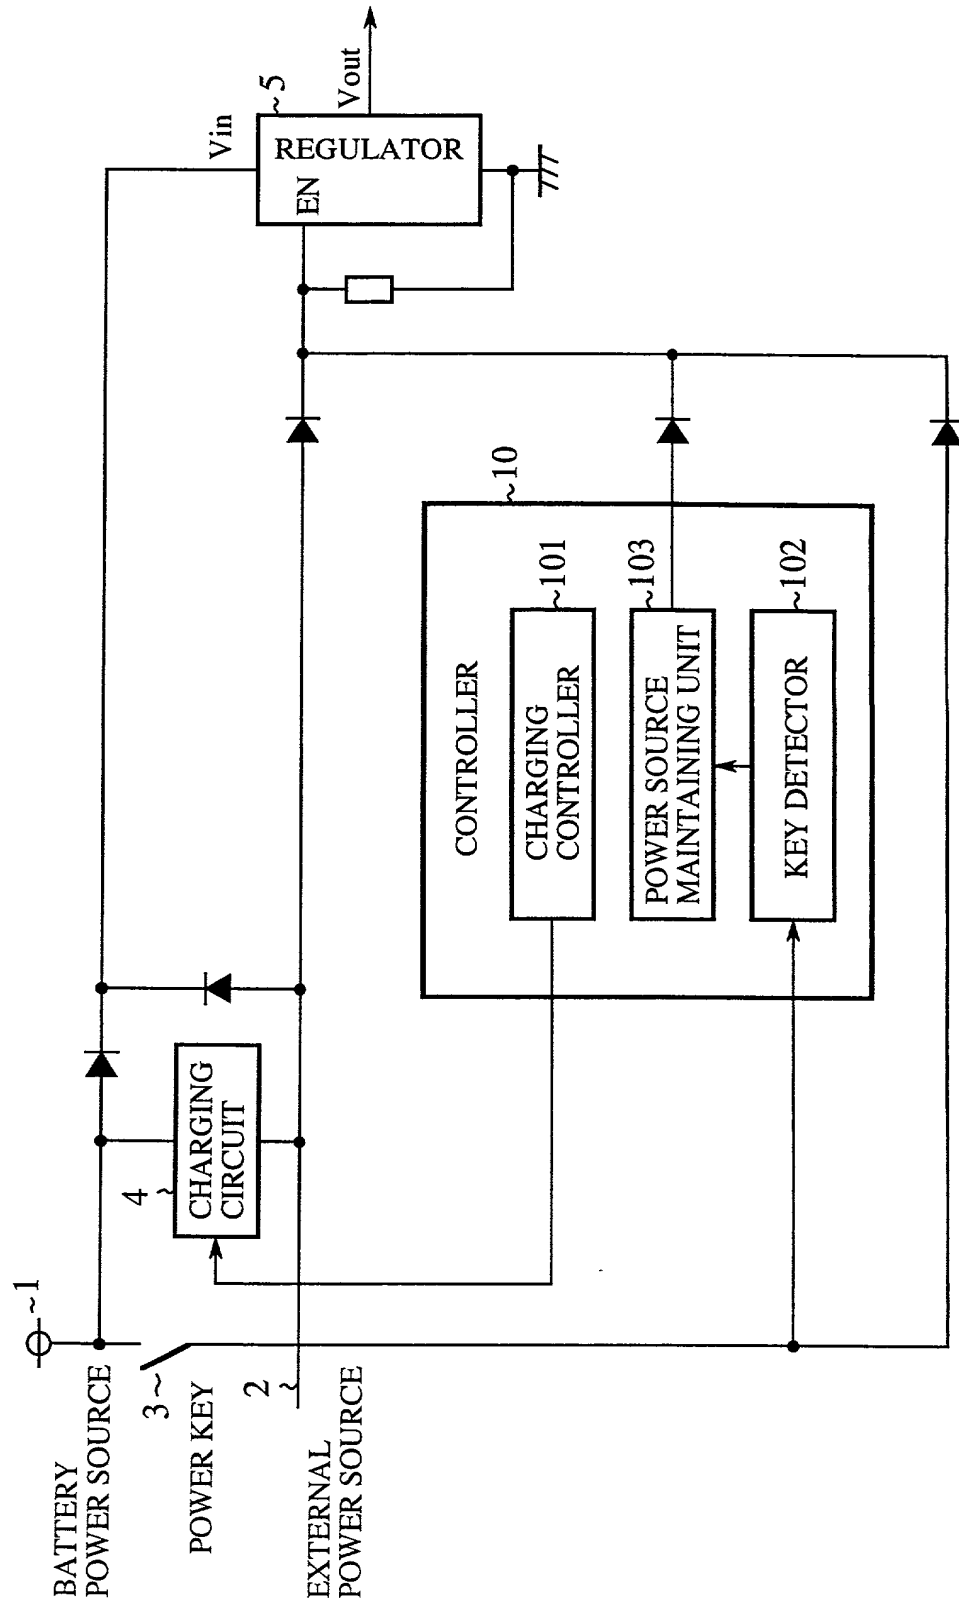 BATTERY
POWER SOURCE
1
3
POWER KEY
2
EXTERNAL
POWER SOURCE
4
CHARGING
CIRCUIT
Vin
5
REGULATOR
EN
Vout
10
CONTROLLER
101
CHARGING
CONTROLLER
103
POWER SOURCE
MAINTAINING UNIT
102
KEY DETECTOR